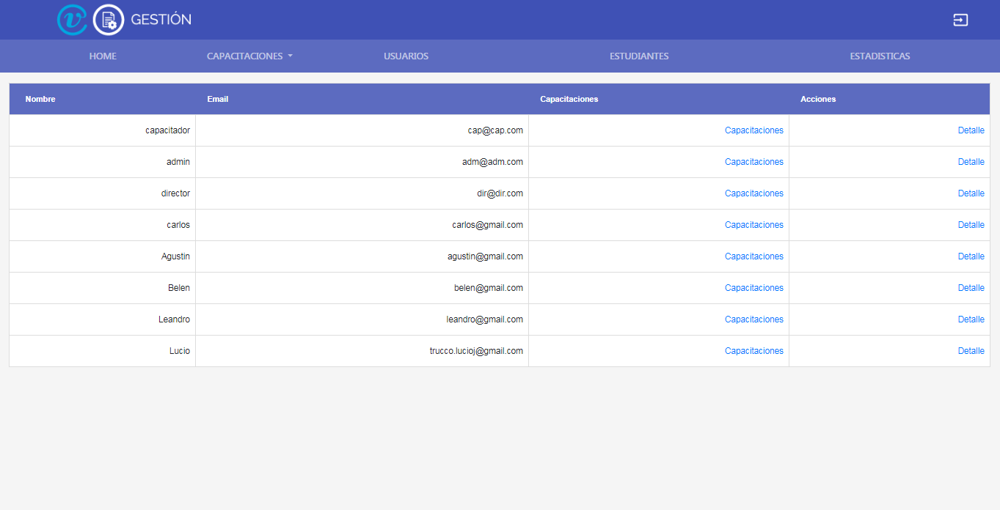 v GESTIÓN
HOME CAPACITACIONES USUARIOS ESTUDIANTES ESTADISTICAS
Nombre Email Capacitaciones Acciones
capacitador cap@cap.com Capacitaciones Detalle
admin adm@adm.com Capacitaciones Detalle
director dir@dir.com Capacitaciones Detalle
carlos carlos@gmail.com Capacitaciones Detalle
Agustin agustin@gmail.com Capacitaciones Detalle
Belen belen@gmail.com Capacitaciones Detalle
Leandro leandro@gmail.com Capacitaciones Detalle
Lucio trucco.lucioj@gmail.com Capacitaciones Detalle